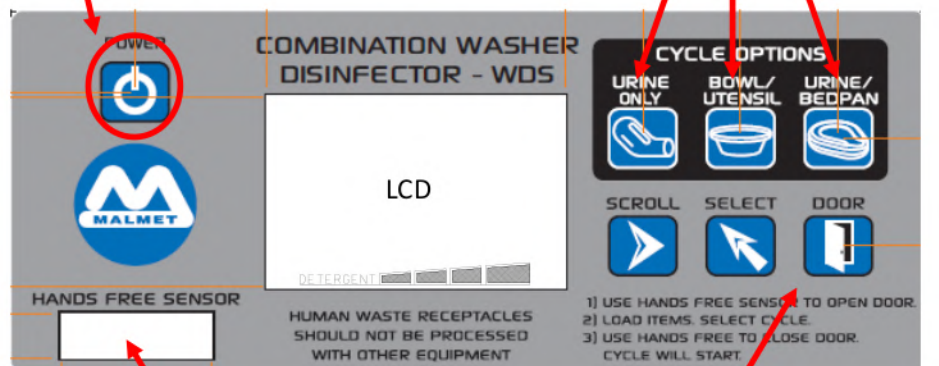 POWER
COMBINATION WASHER
DISINFECTOR - WDS
CYCLE OPTIONS
URINE
ONLY
BOWL/
UTENSIL
URINE/
BEDPAN
MALMET
LCD
DETERGENT
SCROLL
SELECT
DOOR
HANDS FREE SENSOR
HUMAN WASTE RECEPTACLES
SHOULD NOT BE PROCESSED
WITH OTHER EQUIPMENT
1] USE HANDS FREE SENSOR TO OPEN DOOR.
2] LOAD ITEMS. SELECT CYCLE.
3] USE HANDS FREE TO CLOSE DOOR.
CYCLE WILL START.